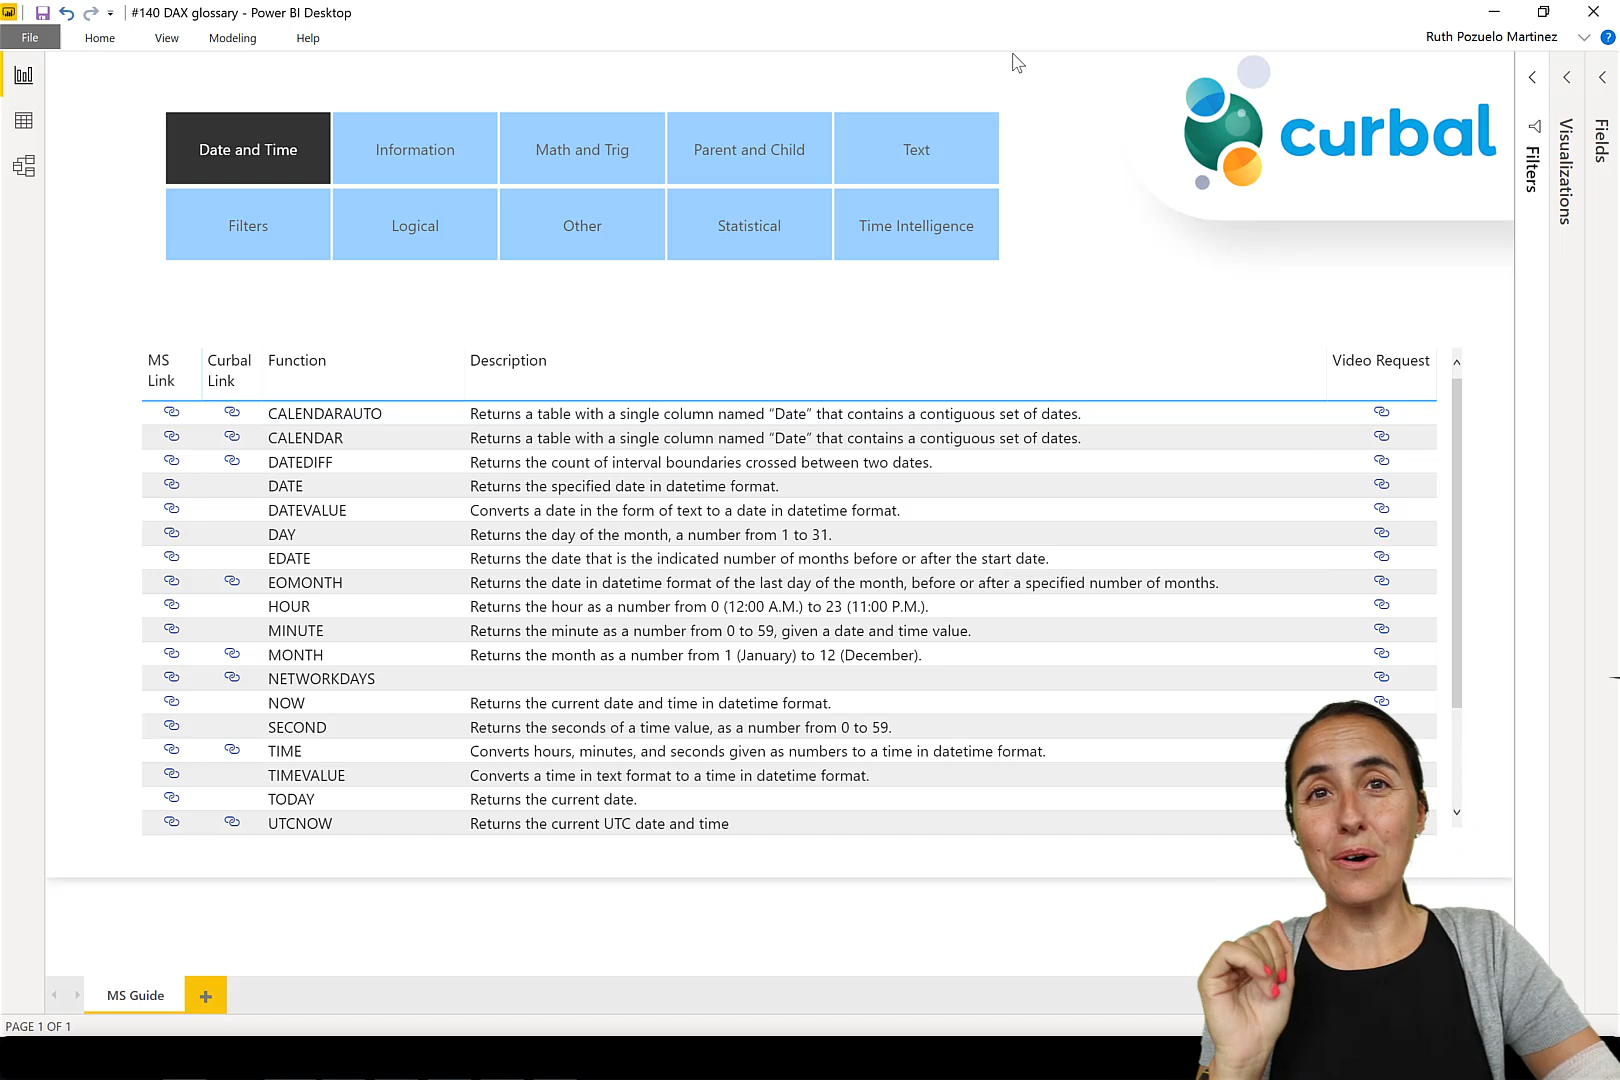 #140 DAX glossary - Power BI Desktop
File Home View Modeling Help
Ruth Pozuelo Martinez
?
curbal
Date and Time Information Math and Trig Parent and Child Text
Filters Logical Other Statistical Time Intelligence
Filters
Visualizations
Fields
MS Link Curbal Link Function Description Video Request
CALENDARAUTO Returns a table with a single column named “Date” that contains a contiguous set of dates.
CALENDAR Returns a table with a single column named “Date” that contains a contiguous set of dates.
DATEDIFF Returns the count of interval boundaries crossed between two dates.
DATE Returns the specified date in datetime format.
DATEVALUE Converts a date in the form of text to a date in datetime format.
DAY Returns the day of the month, a number from 1 to 31.
EDATE Returns the date that is the indicated number of months before or after the start date.
EOMONTH Returns the date in datetime format of the last day of the month, before or after a specified number of months.
HOUR Returns the hour as a number from 0 (12:00 A.M.) to 23 (11:00 P.M.).
MINUTE Returns the minute as a number from 0 to 59, given a date and time value.
MONTH Returns the month as a number from 1 (January) to 12 (December).
NETWORKDAYS
NOW Returns the current date and time in datetime format.
SECOND Returns the seconds of a time value, as a number from 0 to 59.
TIME Converts hours, minutes, and seconds given as numbers to a time in datetime format.
TIMEVALUE Converts a time in text format to a time in datetime format.
TODAY Returns the current date.
UTCNOW Returns the current UTC date and time
MS Guide
PAGE 1 OF 1